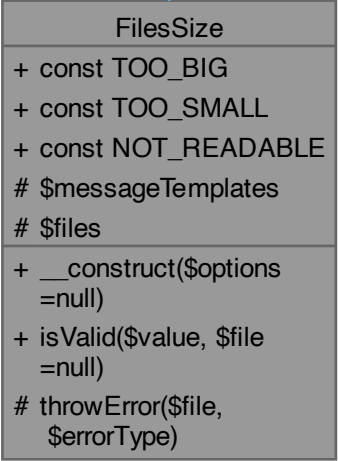 FilesSize
+ const TOO_BIG
+ const TOO_SMALL
+ const NOT_READABLE
# $messageTemplates
# $files
+ __construct($options
=null)
+ isValid($value, $file
=null)
# throwError($file,
$errorType)